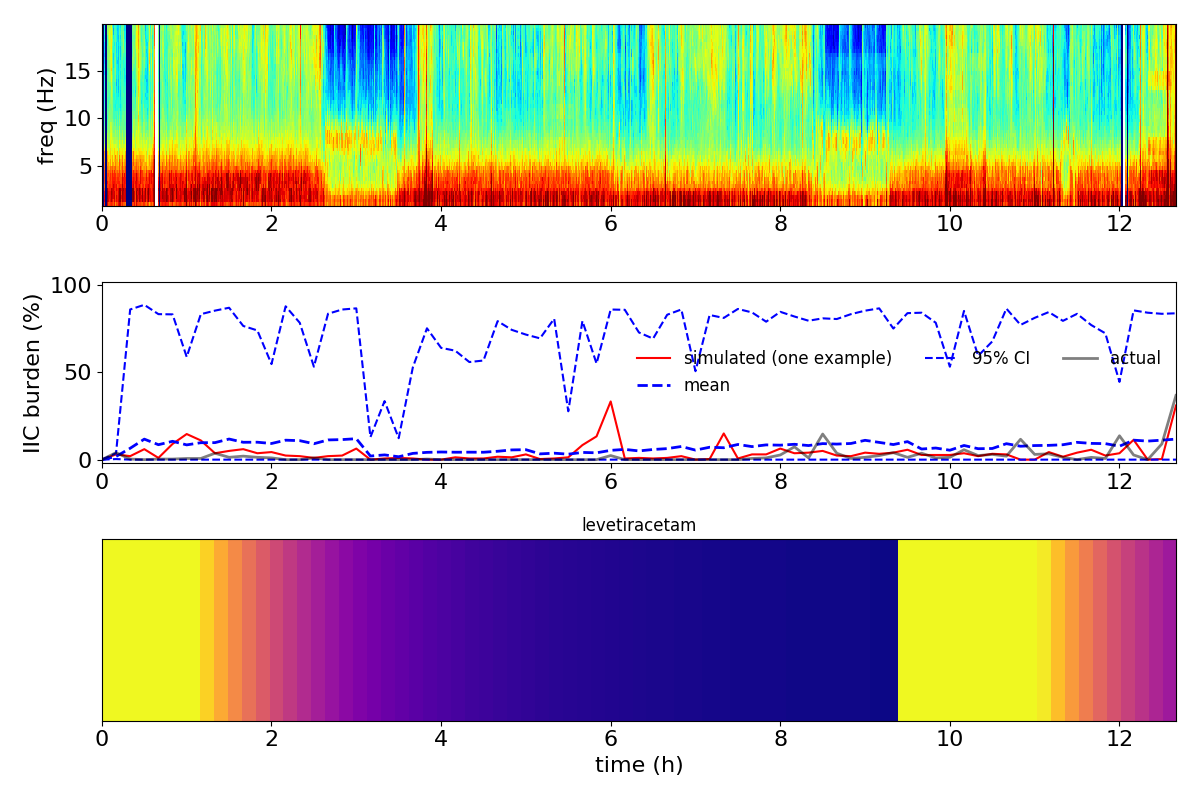 freq (Hz)
15
10
5
0 2 4 6 8 10 12
IIC burden (%)
100
50
0
simulated (one example) 95% CI actual
mean
0 2 4 6 8 10 12
levetiracetam
0 2 4 6 8 10 12
time (h)